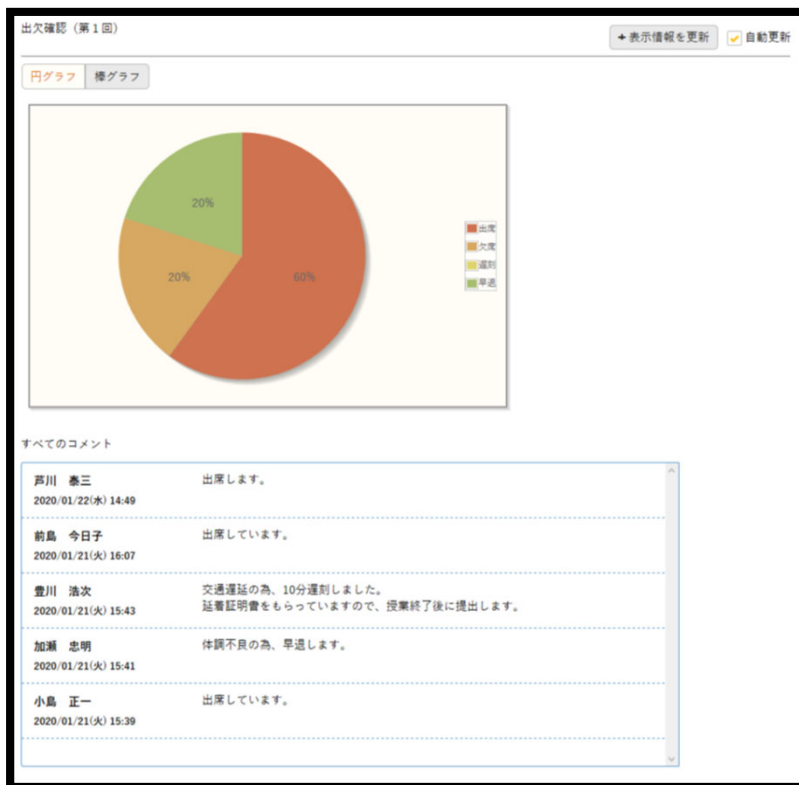 出欠確認（第１回）
+ 表示情報を更新
自動更新
円グラフ
棒グラフ
20%
20%
60%
出席
欠席
遅刻
早退
すべてのコメント
芦川　泰三
出席します。
2020/01/22(水) 14:49
前島　今日子
出席しています。
2020/01/21(火) 16:07
豊川　浩次
交通遅延の為、10分遅刻しました。
延着証明書をもらっていますので、授業終了後に提出します。
2020/01/21(火) 15:43
加瀬　忠明
体調不良の為、早退します。
2020/01/21(火) 15:41
小島　正一
出席しています。
2020/01/21(火) 15:39